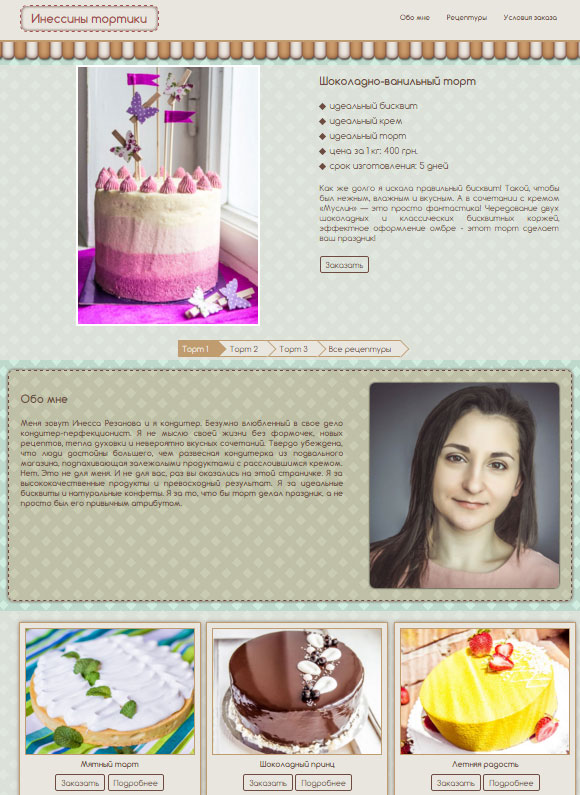 Инессины тортики
Обо мне Рецептуры Условия заказа
Шоколадно-ванильный торт
идеальный бисквит
идеальный крем
идеальный торт
цена за 1 кг: 400 грн.
срок изготовления: 5 дней
Как же долго я искала правильный бисквит! Такой, чтобы
был нежным, влажным и вкусным. А в сочетании с кремом
«Муслин» — это просто фантастика! Чередование двух
шоколадных и классических бисквитных коржей,
эффектное оформление омбре - этот торт сделает
ваш праздник!
Заказать
Торт 1 Торт 2 Торт 3 Все рецептуры
Обо мне
Меня зовут Инесса Резанова и я кондитер. Безумно влюбленный в свое дело
кондитер-перфекционист. Я не мыслю своей жизни без формочек, новых
рецептов, тепла духовки и невероятно вкусных сочетаний. Твердо убеждена,
что люди достойны большего, чем развесная кондитерка из подвального
магазина, подпахивающая залежалыми продуктами с расслоившимся кремом.
Нет. Это не для меня. И не для вас, раз вы оказались на этой страничке. Я за
высококачественные продукты и превосходный результат. Я за идеальные
бисквиты и натуральные конфеты. Я за то, что бы торт делал праздник, а не
просто был его привычным атрибутом.
Мятный торт Шоколадный принц Летняя радость
Заказать Подробнее Заказать Подробнее Заказать Подробнее